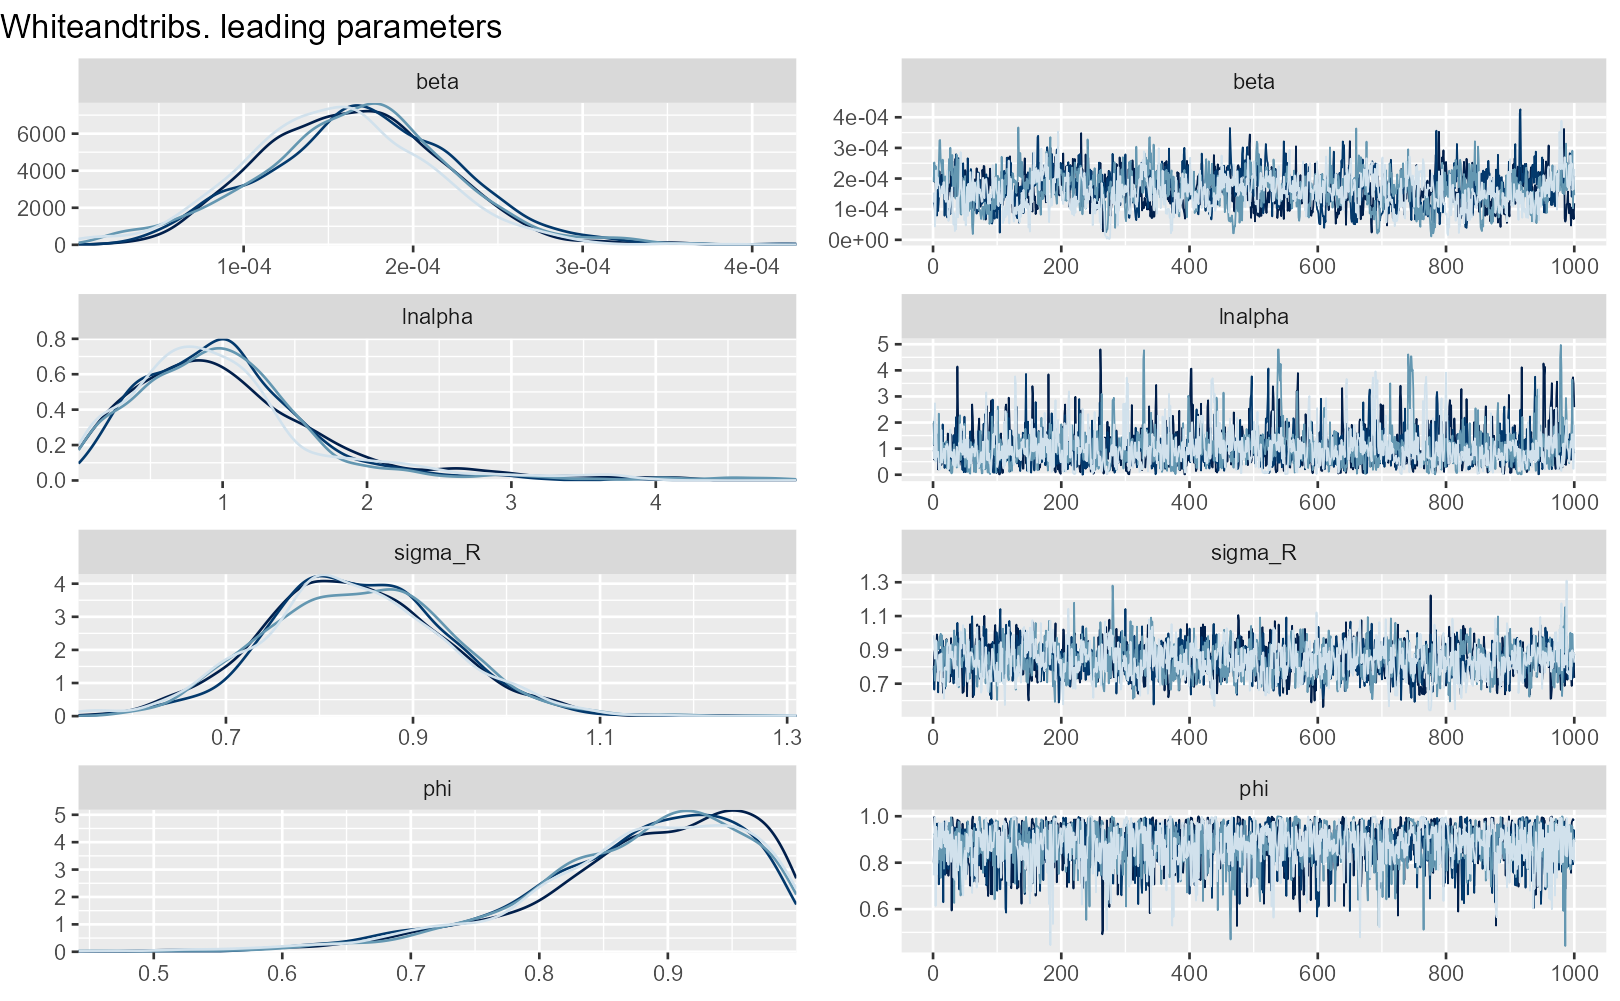 Whiteandtribs. leading parameters
beta
beta
6000
4000
2000
0
1e-04 2e-04 3e-04 4e-04
4e-04
3e-04
2e-04
1e-04
0e+00
0 200 400 600 800 1000
lnalpha
lnalpha
0.8
0.6
0.4
0.2
0.0
1 2 3 4
5
4
3
2
1
0
0 200 400 600 800 1000
sigma_R
sigma_R
4
3
2
1
0
0.7 0.9 1.1 1.3
1.3
1.1
0.9
0.7
0 200 400 600 800 1000
phi
phi
5
4
3
2
1
0
0.5 0.6 0.7 0.8 0.9
1.0
0.8
0.6
0 200 400 600 800 1000